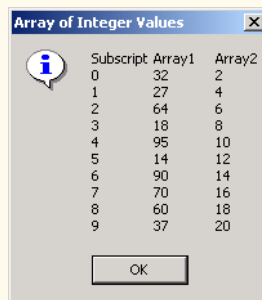 Array of Integer Values
Subscript Array1 Array2
0 32 2
1 27 4
2 64 6
3 18 8
4 95 10
5 14 12
6 90 14
7 70 16
8 60 18
9 37 20
OK